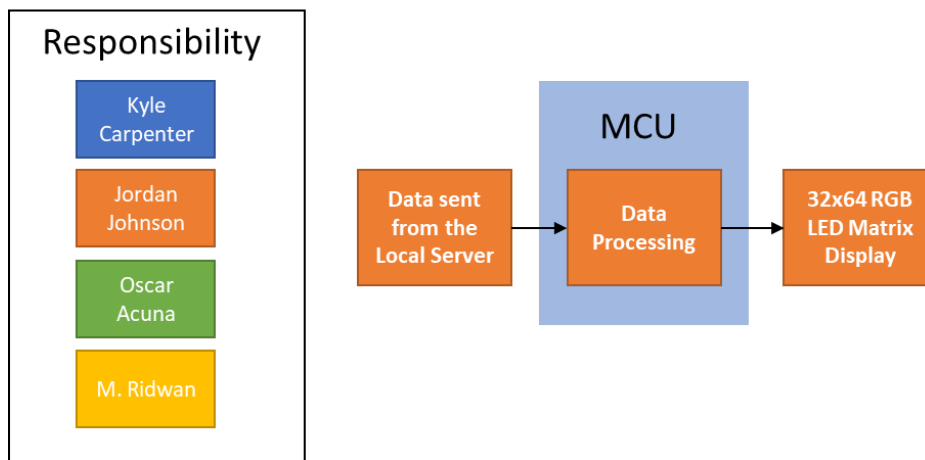 Responsibility
Kyle
Carpenter
Jordan
Johnson
Oscar
Acuna
M. Ridwan
MCU
Data sent
from the
Local Server
Data
Processing
32x64 RGB
LED Matrix
Display